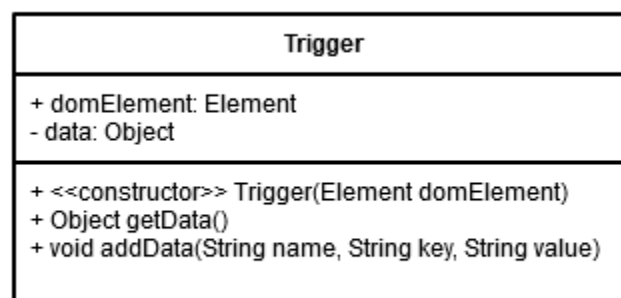 Trigger
+ domElement: Element
- data: Object
+ <<constructor>> Trigger(Element domElement)
+ Object getData()
+ void addData(String name, String key, String value)